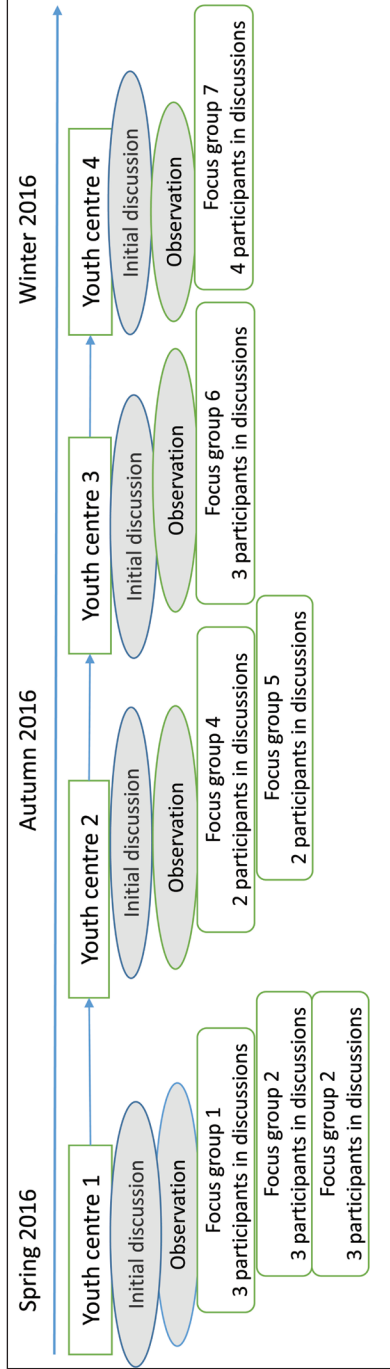 Spring 2016
Autumn 2016
Winter 2016
Youth centre 1
Initial discussion
Observation
Focus group 1
3 participants in discussions
Focus group 2
3 participants in discussions
Focus group 2
3 participants in discussions
Youth centre 2
Initial discussion
Observation
Focus group 4
2 participants in discussions
Focus group 5
2 participants in discussions
Youth centre 3
Initial discussion
Observation
Focus group 6
3 participants in discussions
Youth centre 4
Initial discussion
Observation
Focus group 7
4 participants in discussions